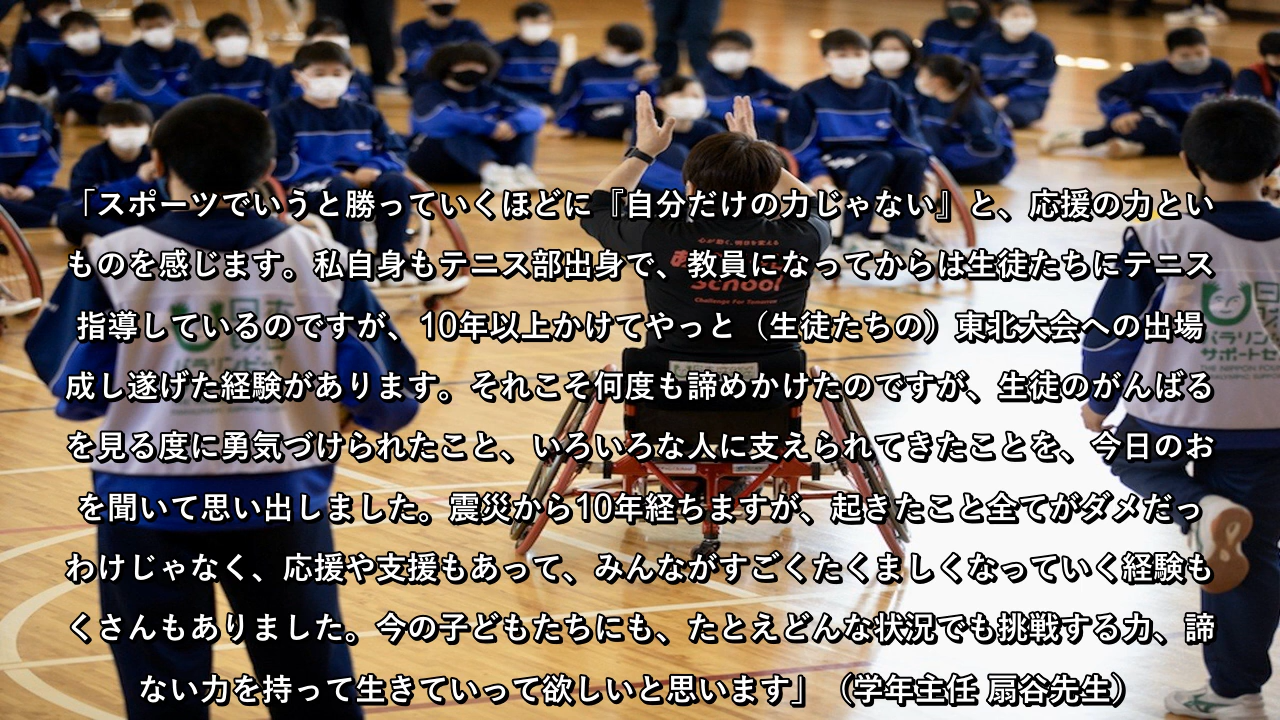 「スポーツでいうと勝っていくほどに『自分だけの力じゃない』と、応援の力とい
ものを感じます。私自身もテニス部出身で、教員になってからは生徒たちにテニス
指導しているのですが、10年以上かけてやっと（生徒たちの）東北大会への出場
成し遂げた経験があります。それこそ何度も諦めかけたのですが、生徒のがんばる
を見る度に勇気づけられたこと、いろいろな人に支えられてきたことを、今日のお
を聞いて思い出しました。震災から10年経ちますが、起きたこと全てがダメだっ
わけじゃなく、応援や支援もあって、みんながすごくたくましくなっていく経験も
くさんもありました。今の子どもたちにも、たとえどんな状況でも挑戦する力、諦
ない力を持って生きていって欲しいと思います」（学年主任 扇谷先生）
School
Challenge For Tomorrow
パラリン
サポートセ